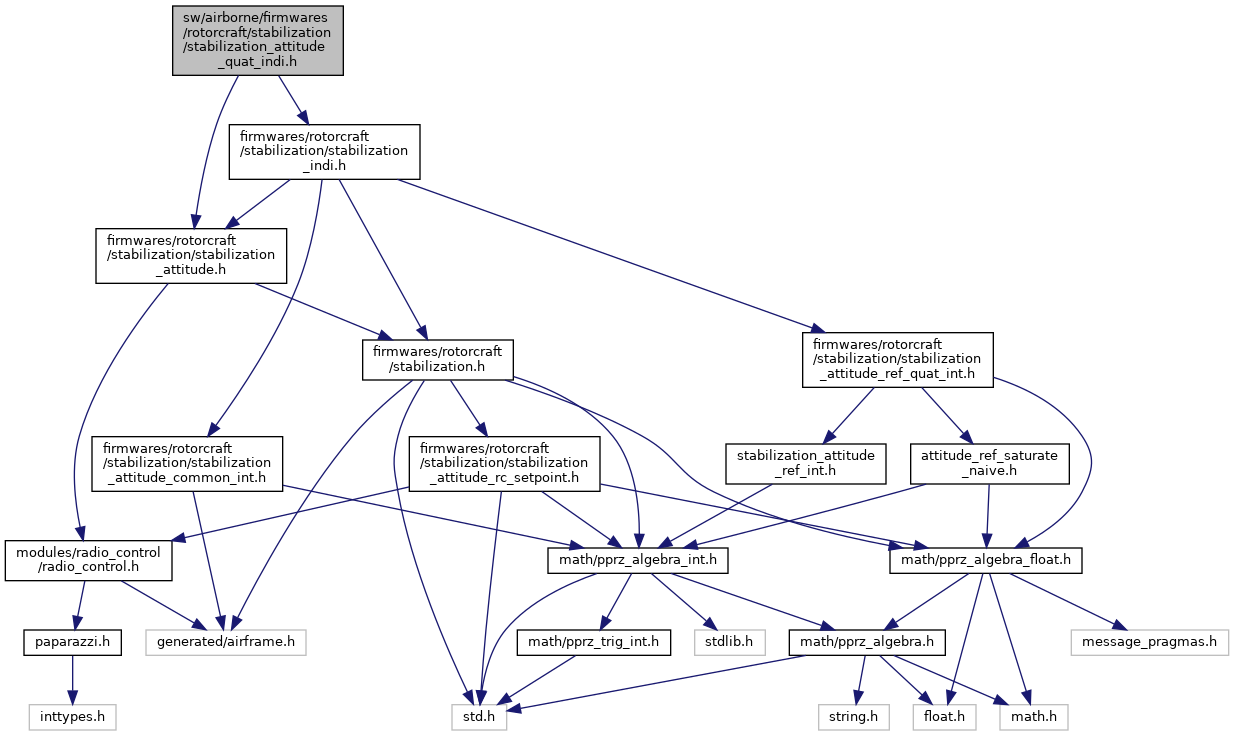 sw/airborne/firmwares
/rotorcraft/stabilization
/stabilization_attitude
_quat_indi.h
firmwares/rotorcraft
/stabilization/stabilization
_indi.h
firmwares/rotorcraft
/stabilization/stabilization
_attitude.h
firmwares/rotorcraft
/stabilization.h
firmwares/rotorcraft
/stabilization/stabilization
_attitude_ref_quat_int.h
firmwares/rotorcraft
/stabilization/stabilization
_attitude_common_int.h
firmwares/rotorcraft
/stabilization/stabilization
_attitude_rc_setpoint.h
stabilization_attitude
_ref_int.h
attitude_ref_saturate
_naive.h
modules/radio_control
/radio_control.h
math/pprz_algebra_int.h
math/pprz_algebra_float.h
paparazzi.h
generated/airframe.h
math/pprz_trig_int.h
stdlib.h
math/pprz_algebra.h
message_pragmas.h
inttypes.h
std.h
string.h
float.h
math.h